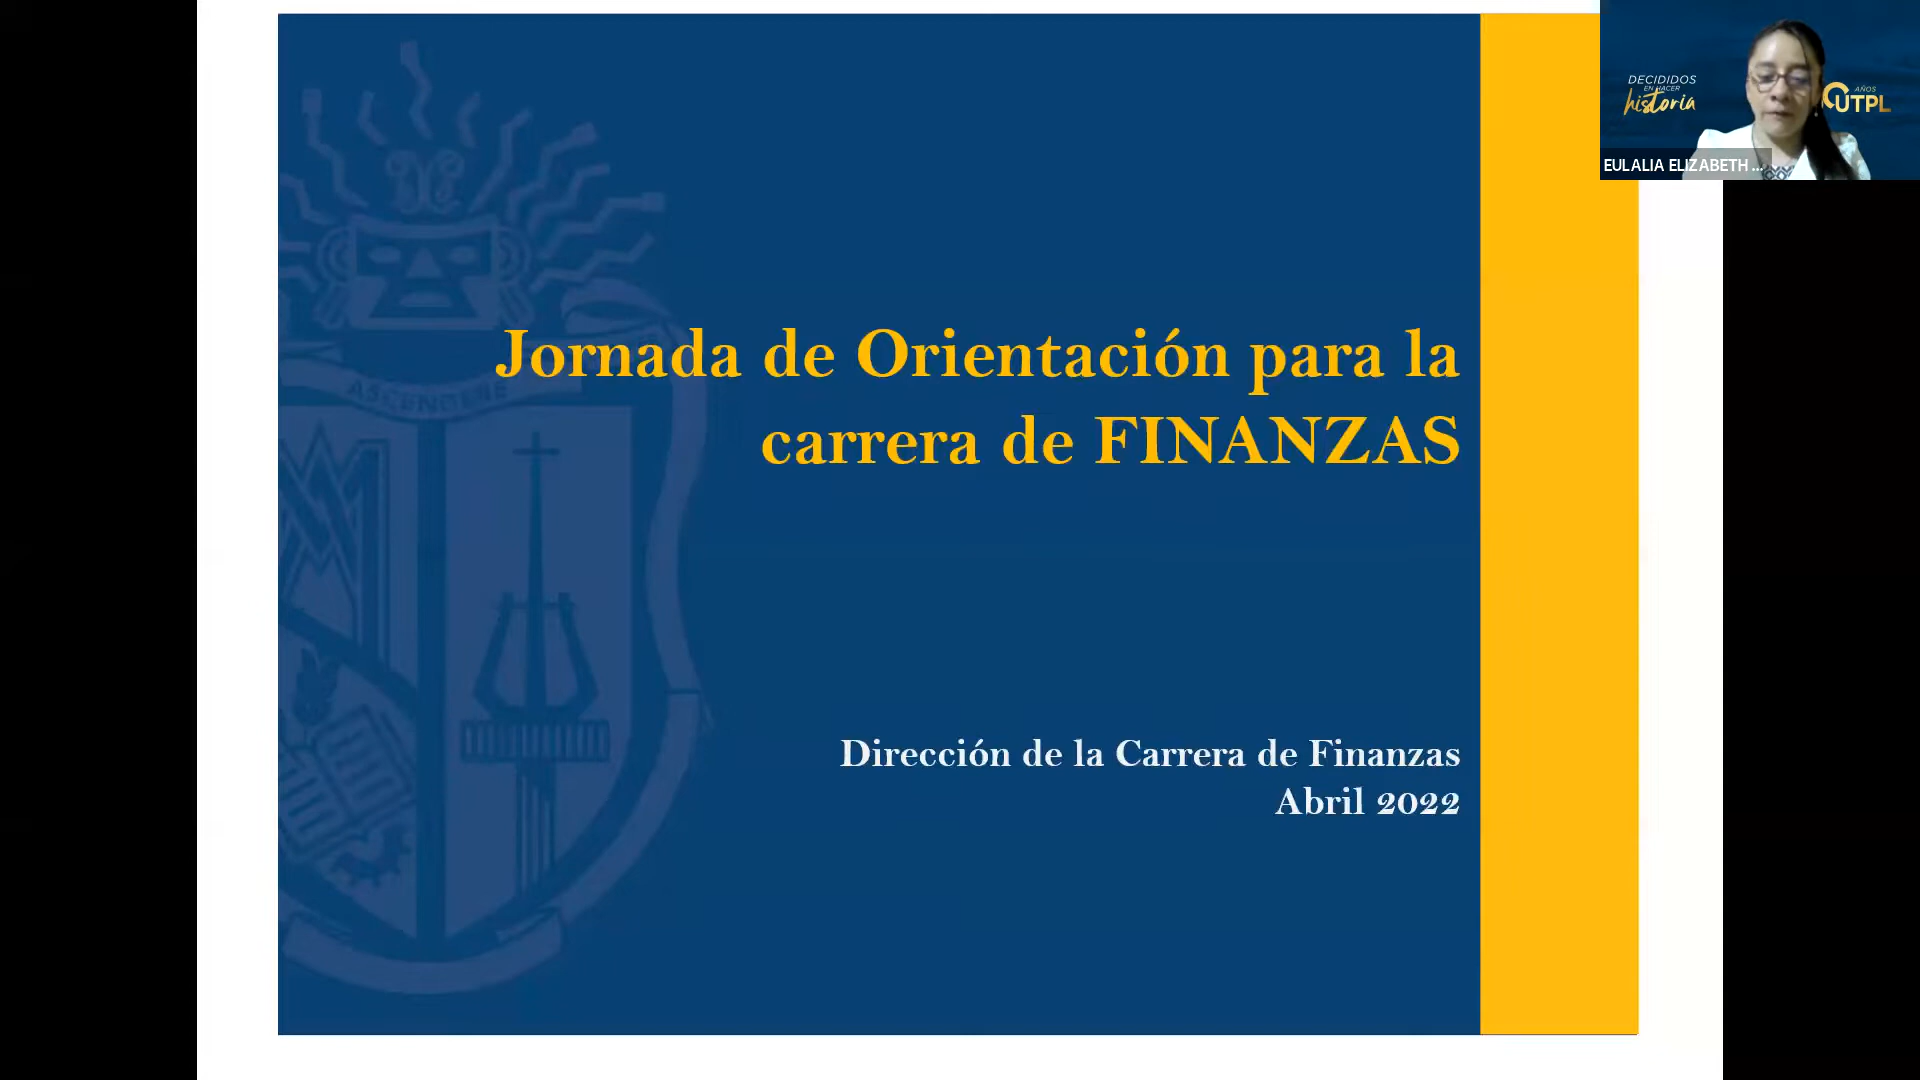 Jornada de Orientación para la
carrera de FINANZAS
Dirección de la Carrera de Finanzas
Abril 2022
ASCENDERE
DECIDIDOS
EN HACER
historia
AÑOS
UTPL
EULALIA ELIZABETH ...